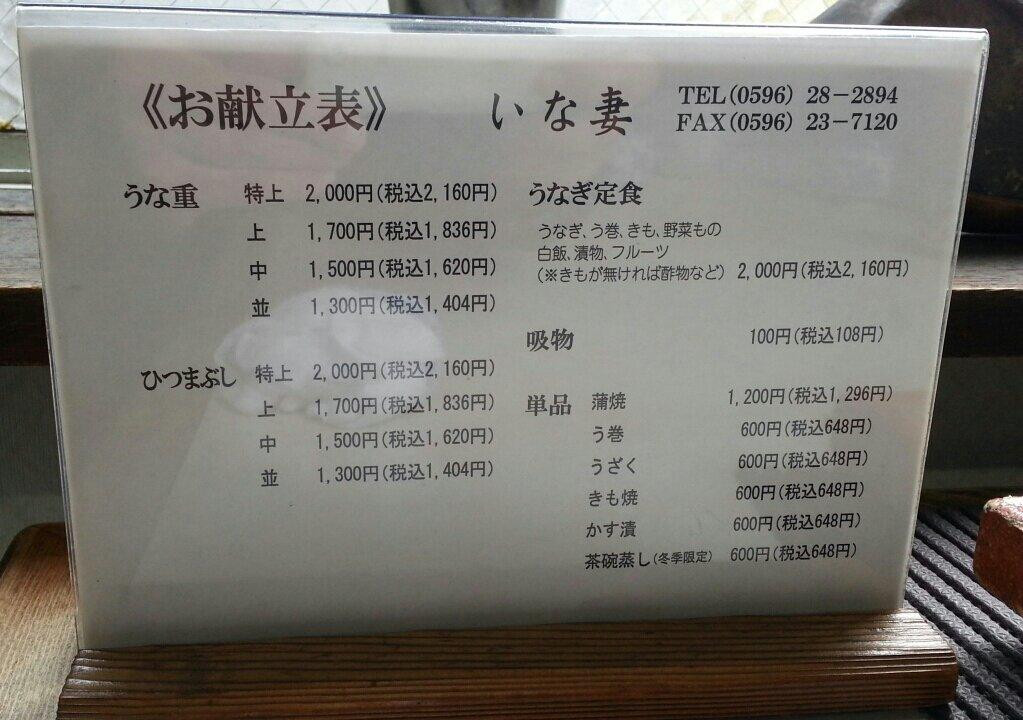 《お献立表》 いな妻 TEL(0596) 28-2894
FAX(0596) 23-7120
うな重 特上 2,000円(税込2,160円)
上 1,700円(税込1,836円)
中 1,500円(税込1,620円)
並 1,300円(税込1,404円)
ひつまぶし 特上 2,000円(税込2,160円)
上 1,700円(税込1,836円)
中 1,500円(税込1,620円)
並 1,300円(税込1,404円)
うなぎ定食
うなぎ、う巻、きも、野菜もの
白飯、漬物、フルーツ
(※きもが無ければ酢物など) 2,000円(税込2,160円)
吸物 100円(税込108円)
単品 蒲焼 1,200円(税込1,296円)
う巻 600円(税込648円)
うざく 600円(税込648円)
きも焼 600円(税込648円)
かす漬 600円(税込648円)
茶碗蒸し(冬季限定) 600円(税込648円)